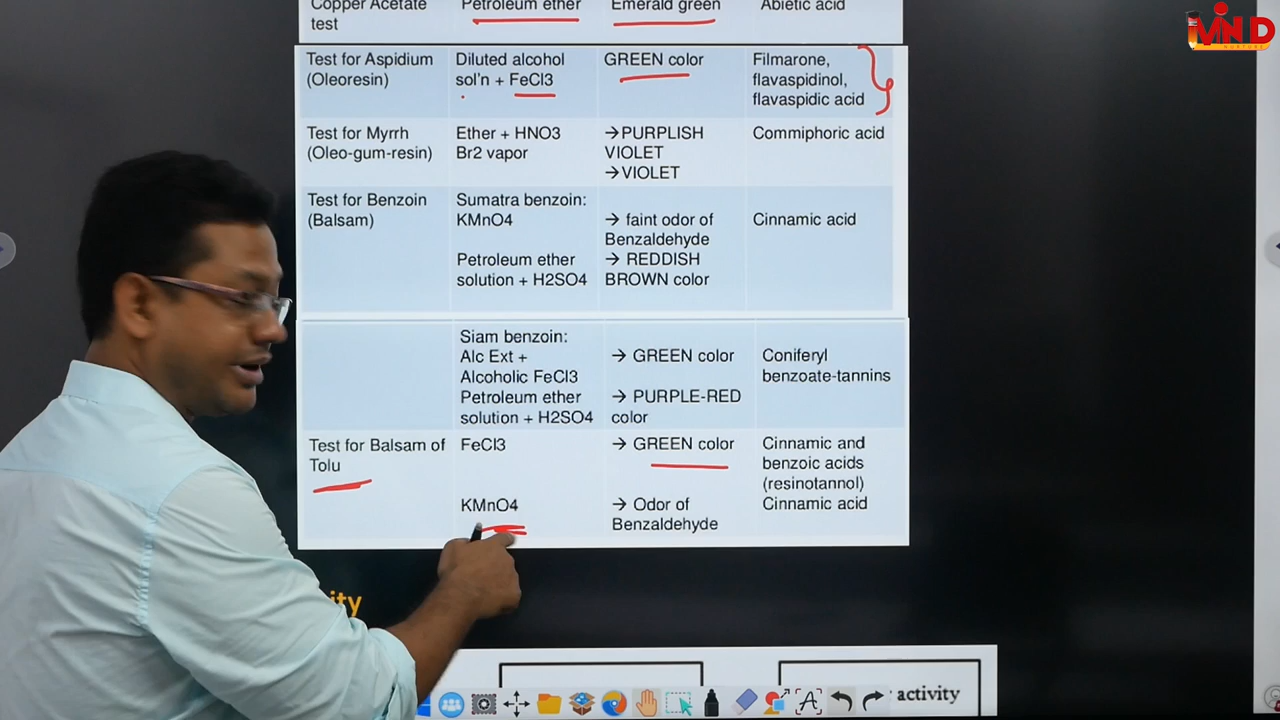 Copper Acetate
test
Petroleum ether
Emerald green
Abietic acid
Test for Aspidium
(Oleoresin)
Diluted alcohol
sol'n + FeCl3
GREEN color
Filmarone,
flavaspidinol,
flavaspidic acid
Test for Myrrh
(Oleo-gum-resin)
Ether + HNO3
Br2 vapor
→PURPLISH
VIOLET
→VIOLET
Commiphoric acid
Test for Benzoin
(Balsam)
Sumatra benzoin:
KMnO4
Petroleum ether
solution + H2SO4
→ faint odor of
Benzaldehyde
→ REDDISH
BROWN color
Cinnamic acid
Siam benzoin:
Alc Ext +
Alcoholic FeCl3
Petroleum ether
solution + H2SO4
→ GREEN color
→ PURPLE-RED
color
Coniferyl
benzoate-tannins
Test for Balsam of
Tolu
FeCl3
KMnO4
→ GREEN color
→ Odor of
Benzaldehyde
Cinnamic and
benzoic acids
(resinotannol)
Cinnamic acid
ity
activity
MIND
NURTURE